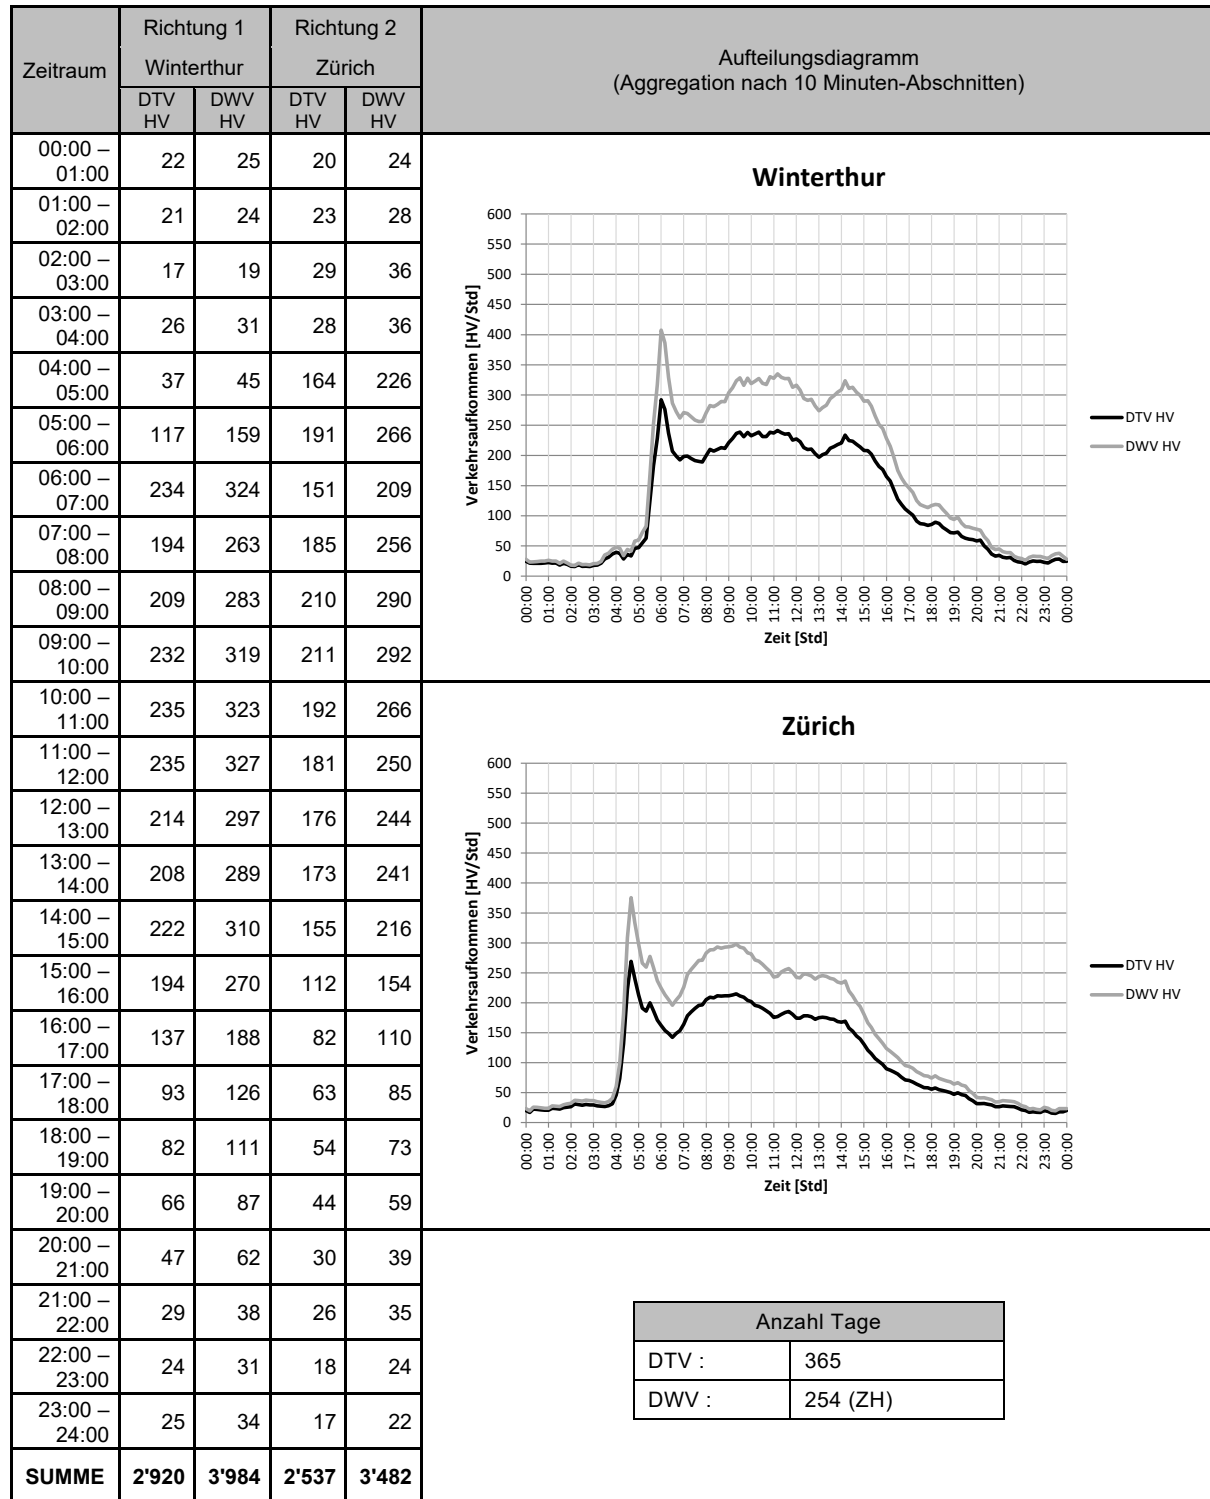 Zeitraum
Richtung 1
Winterthur
Richtung 2
Zürich
DTV HV
DWV HV
DTV HV
DWV HV
Aufteilungsdiagramm
(Aggregation nach 10 Minuten-Abschnitten)
00:00 – 01:00 22 25 20 24
01:00 – 02:00 21 24 23 28
02:00 – 03:00 17 19 29 36
03:00 – 04:00 26 31 28 36
04:00 – 05:00 37 45 164 226
05:00 – 06:00 117 159 191 266
06:00 – 07:00 234 324 151 209
07:00 – 08:00 194 263 185 256
08:00 – 09:00 209 283 210 290
09:00 – 10:00 232 319 211 292
10:00 – 11:00 235 323 192 266
11:00 – 12:00 235 327 181 250
12:00 – 13:00 214 297 176 244
13:00 – 14:00 208 289 173 241
14:00 – 15:00 222 310 155 216
15:00 – 16:00 194 270 112 154
16:00 – 17:00 137 188 82 110
17:00 – 18:00 93 126 63 85
18:00 – 19:00 82 111 54 73
19:00 – 20:00 66 87 44 59
20:00 – 21:00 47 62 30 39
21:00 – 22:00 29 38 26 35
22:00 – 23:00 24 31 18 24
23:00 – 24:00 25 34 17 22
SUMME 2'920 3'984 2'537 3'482
Winterthur
Verkehrsaufkommen [HV/Std]
600
550
500
450
400
350
300
250
200
150
100
50
0
00:00 01:00 02:00 03:00 04:00 05:00 06:00 07:00 08:00 09:00 10:00 11:00 12:00 13:00 14:00 15:00 16:00 17:00 18:00 19:00 20:00 21:00 22:00 23:00 00:00
Zeit [Std]
DTV HV
DWV HV
Zürich
Verkehrsaufkommen [HV/Std]
600
550
500
450
400
350
300
250
200
150
100
50
0
00:00 01:00 02:00 03:00 04:00 05:00 06:00 07:00 08:00 09:00 10:00 11:00 12:00 13:00 14:00 15:00 16:00 17:00 18:00 19:00 20:00 21:00 22:00 23:00 00:00
Zeit [Std]
DTV HV
DWV HV
Anzahl Tage
DTV : 365
DWV : 254 (ZH)